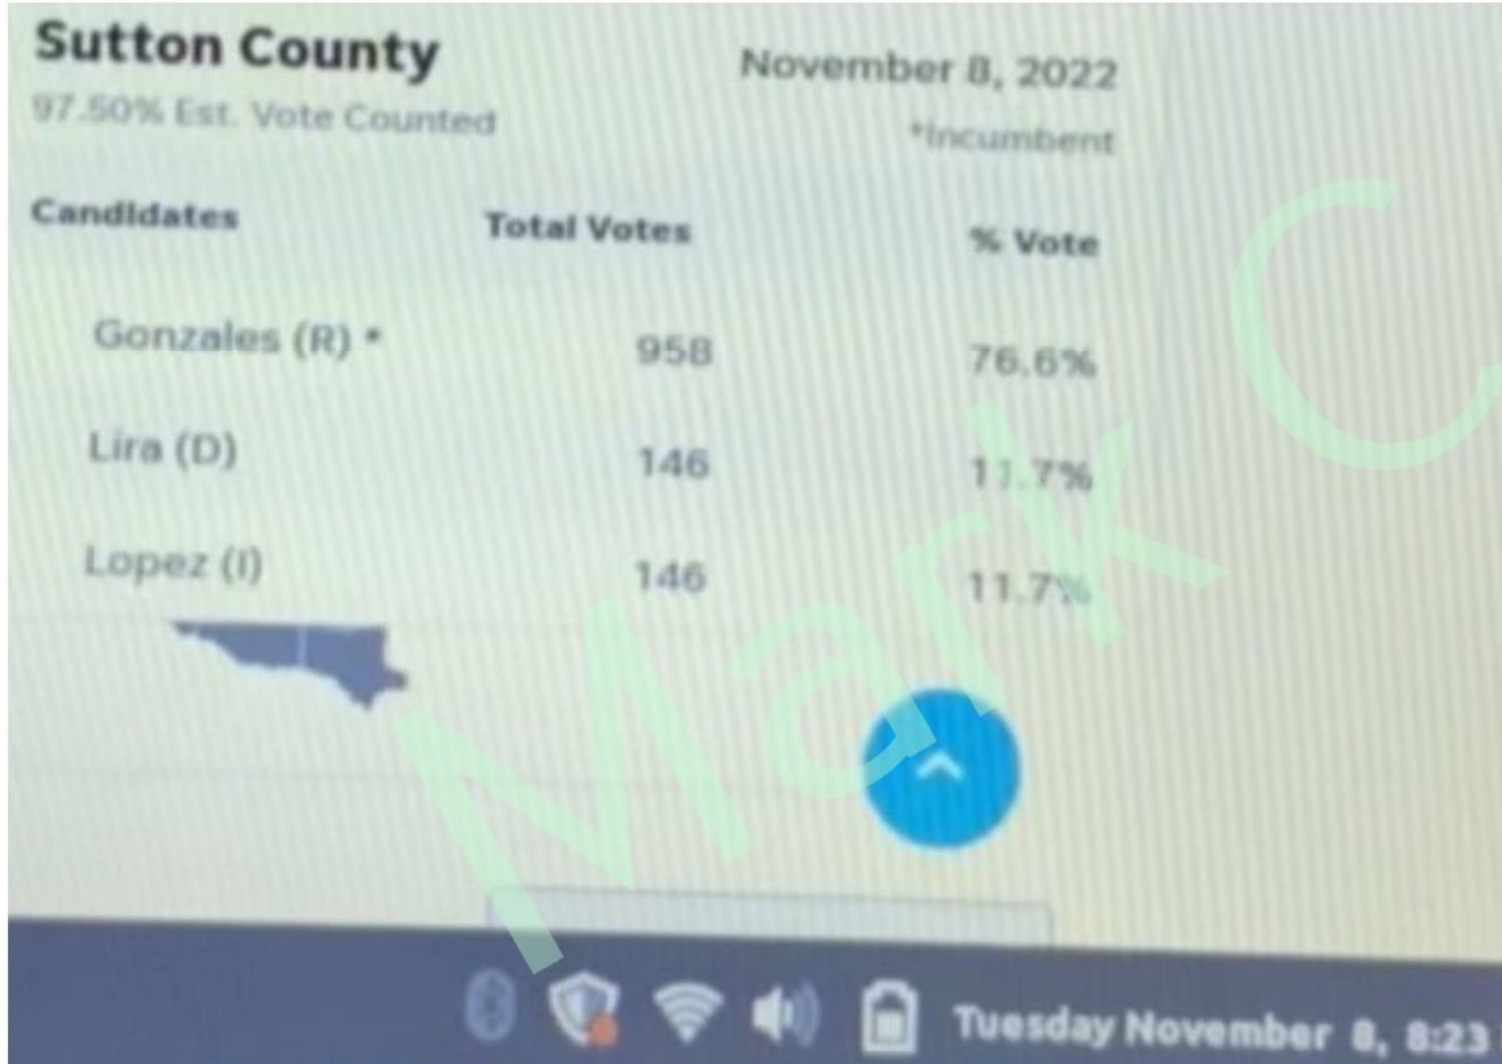 Sutton County
November 8, 2022
97.50% Est. Vote Counted
*Incumbent
Candidates Total Votes % Vote
Gonzales (R) * 958 76.6%
Lira (D) 146 11.7%
Lopez (I) 146 11.7%
Mark C
Tuesday November 8, 8:23